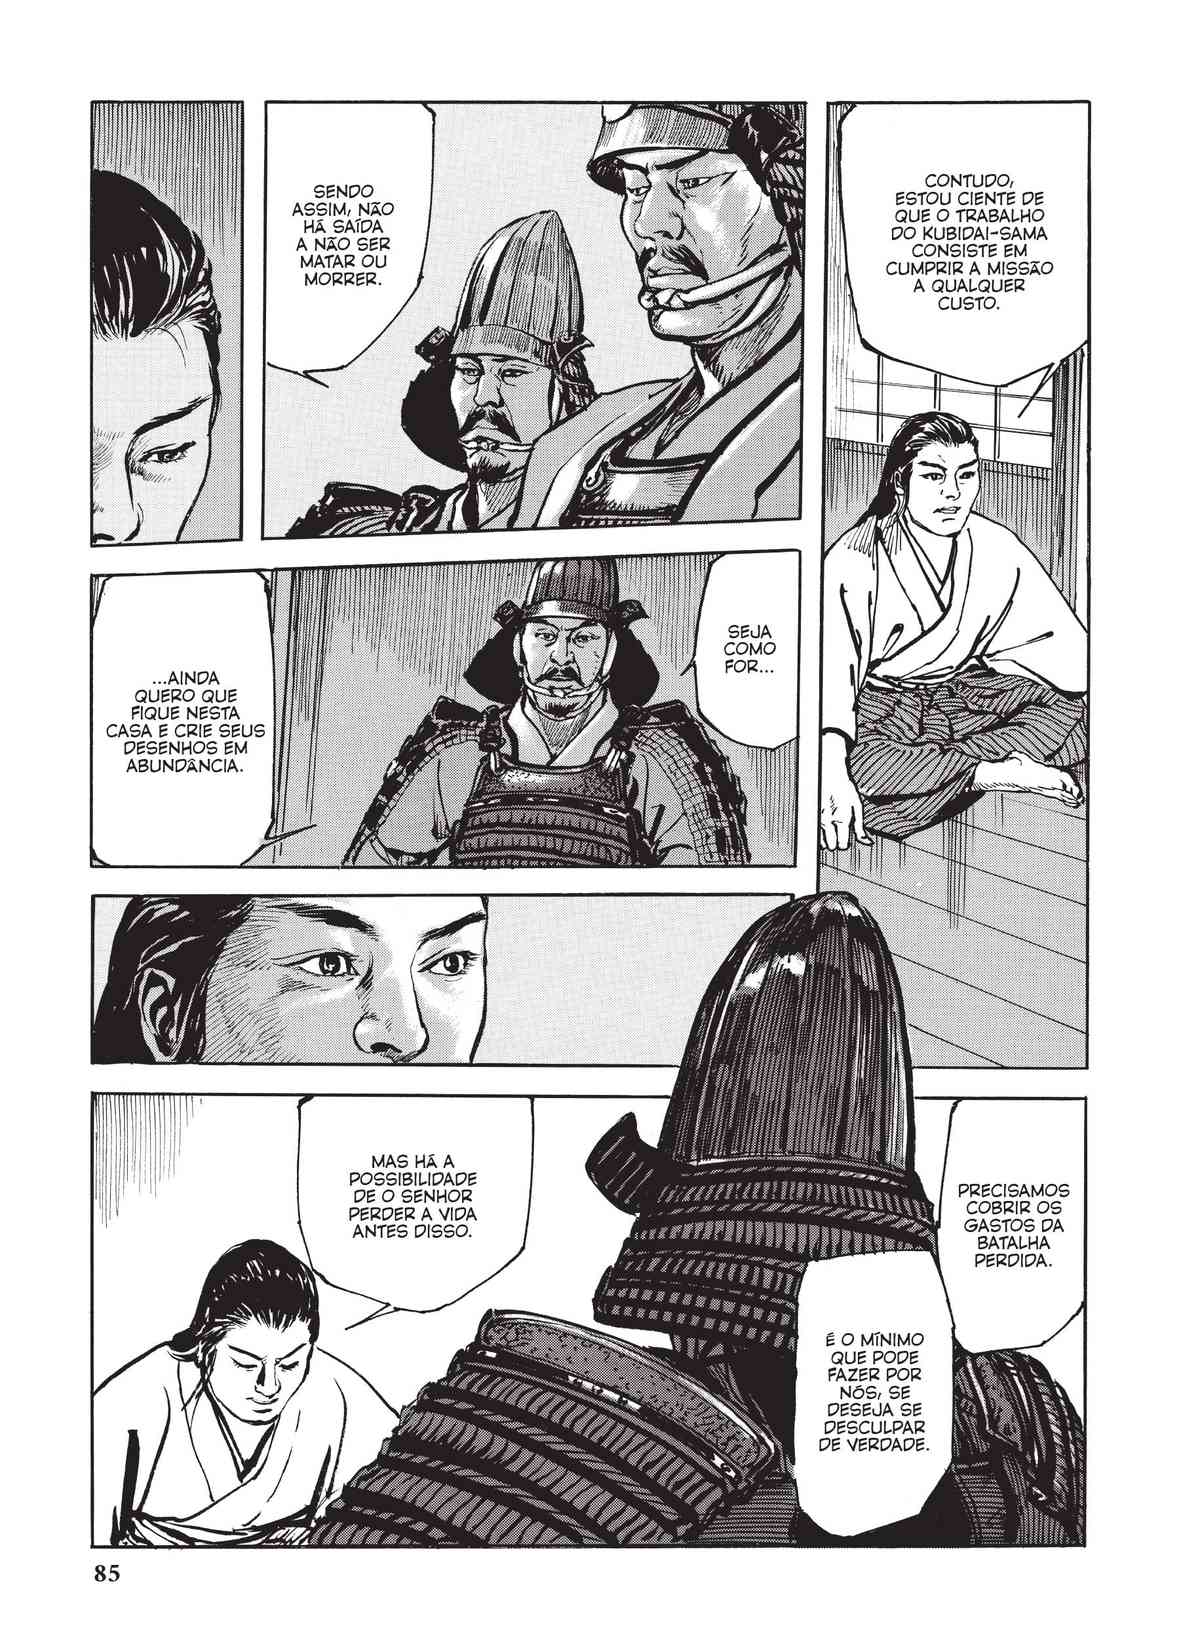 CONTUDO,
ESTOU CIENTE DE
QUE O TRABALHO
DO KUBIDAI-SAMA
CONSISTE EM
CUMPRIR A MISSÃO
A QUALQUER
CUSTO.
SENDO
ASSIM, NÃO
HÁ SAÍDA
A NÃO SER
MATAR OU
MORRER.
SEJA
COMO
FOR...
...AINDA
QUERO QUE
FIQUE NESTA
CASA E CRIE SEUS
DESENHOS EM
ABUNDÂNCIA.
PRECISAMOS
COBRIR OS
GASTOS DA
BATALHA
PERDIDA.
É O MÍNIMO
QUE PODE
FAZER POR
NÓS, SE
DESEJA SE
DESCULPAR
DE VERDADE.
MAS HÁ A
POSSIBILIDADE
DE O SENHOR
PERDER A VIDA
ANTES DISSO.
85